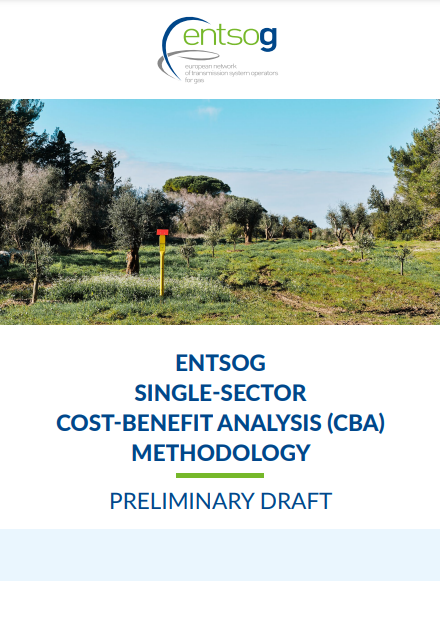 entsog
european network
of transmission system operators
for gas
ENTSOG
SINGLE-SECTOR
COST-BENEFIT ANALYSIS (CBA)
METHODOLOGY
PRELIMINARY DRAFT